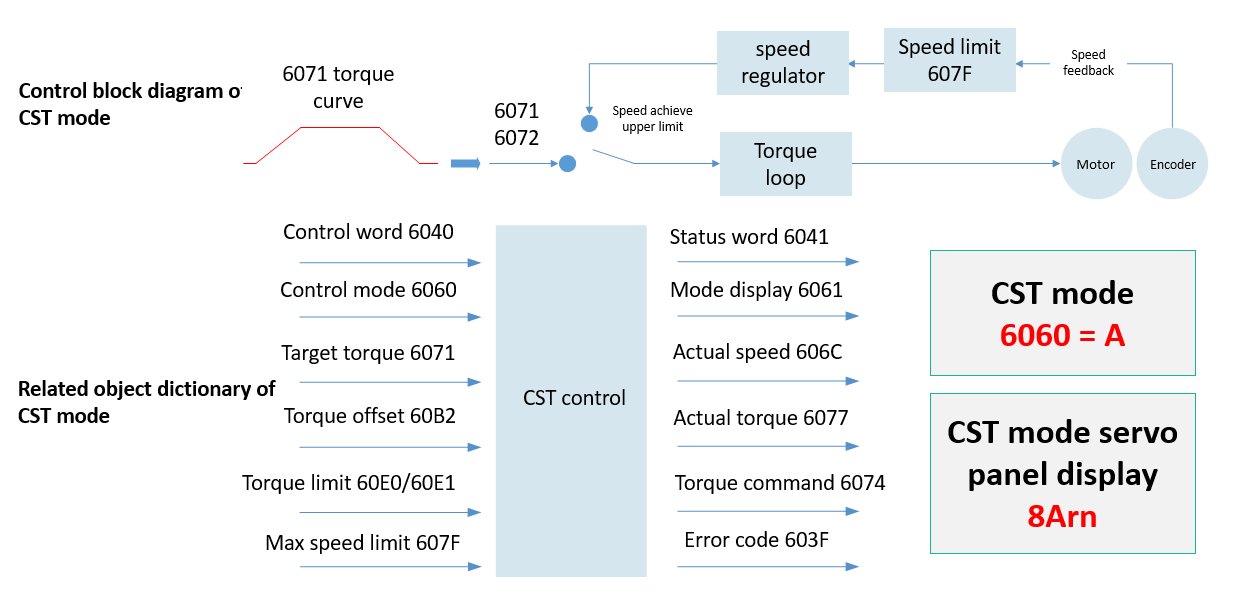 Control block diagram of
CST mode
6071 torque
curve
6071
6072
Speed achieve
upper limit
speed
regulator
Speed limit
607F
Speed
feedback
Torque
loop
Motor
Encoder
Related object dictionary of
CST mode
Control word 6040
Control mode 6060
Target torque 6071
Torque offset 60B2
Torque limit 60E0/60E1
Max speed limit 607F
CST control
Status word 6041
Mode display 6061
Actual speed 606C
Actual torque 6077
Torque command 6074
Error code 603F
CST mode
6060 = A
CST mode servo
panel display
8Arn